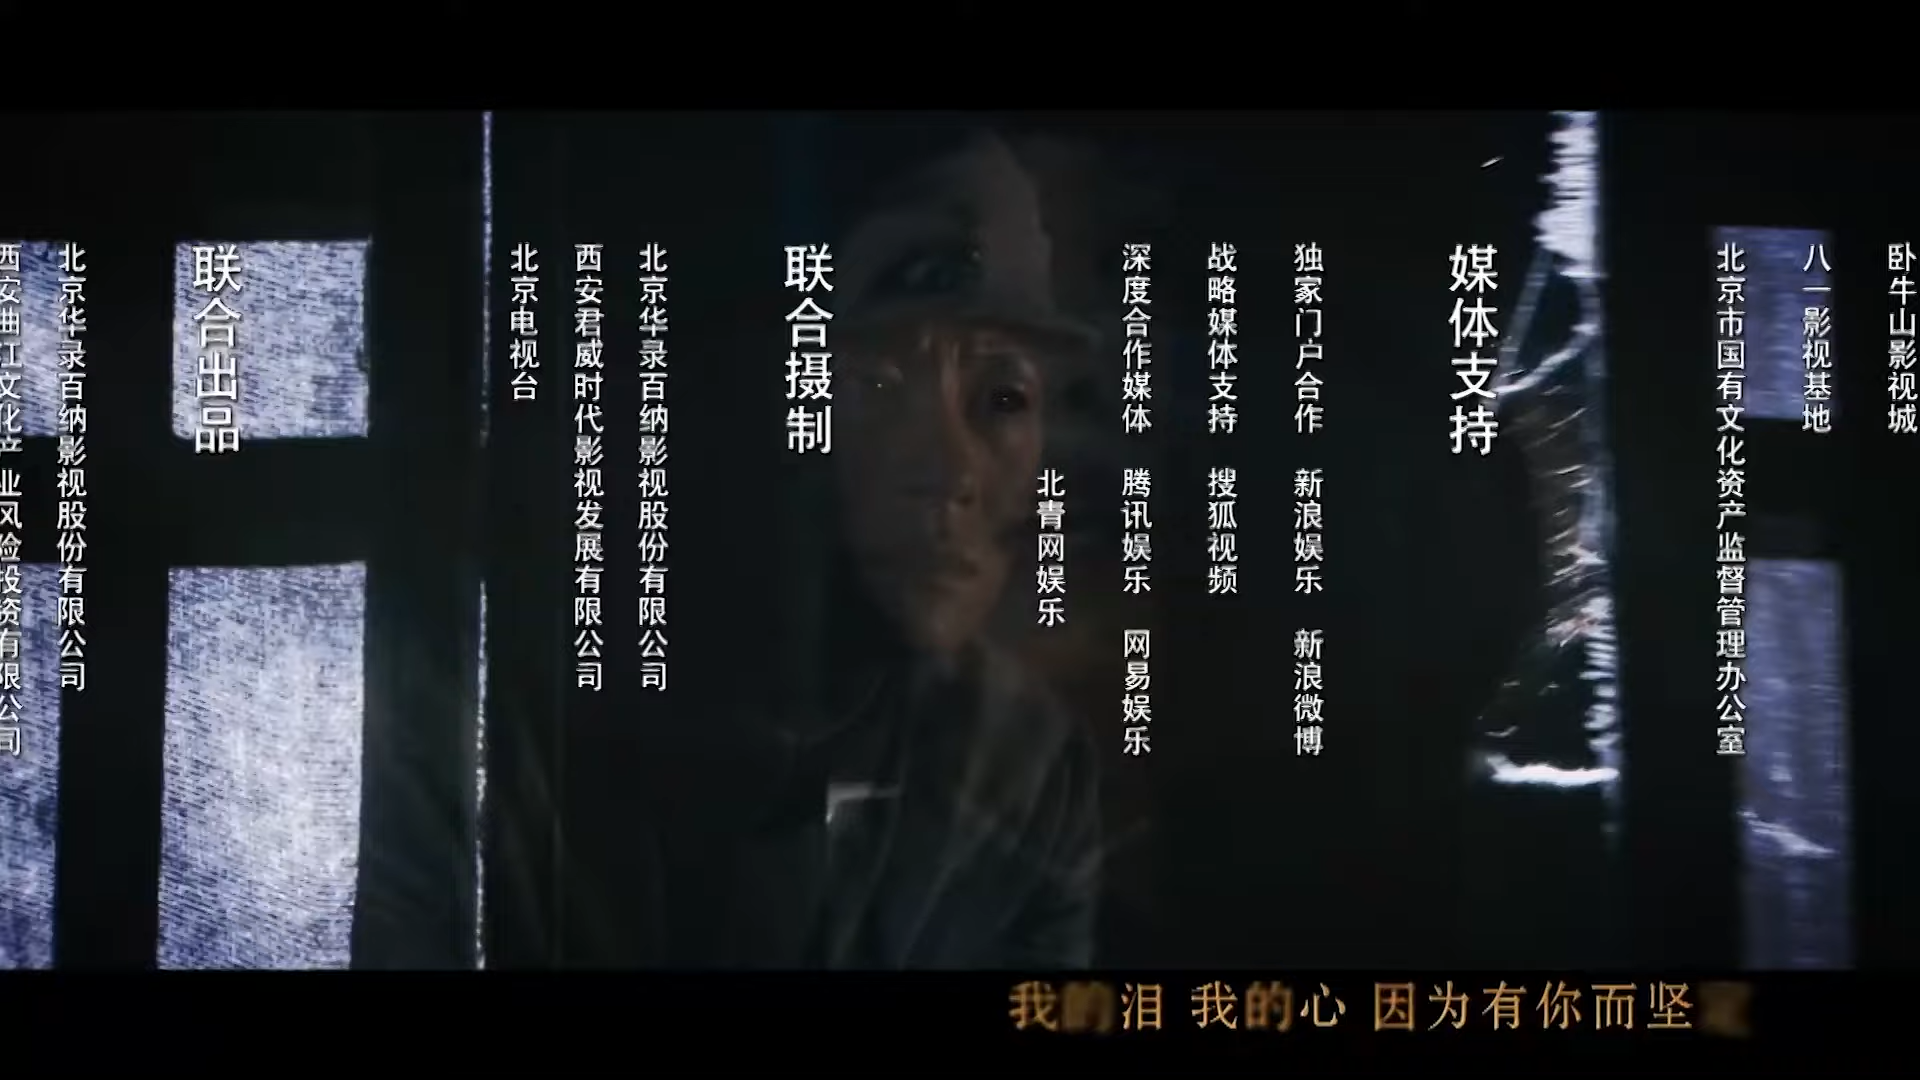 卧牛山影视城
八一影视基地
北京市国有文化资产监督管理办公室
媒体支持
独家门户合作 新浪娱乐 新浪微博
战略媒体支持 搜狐视频
深度合作媒体 腾讯娱乐 网易娱乐
北青网娱乐
联合摄制
北京华录百纳影视股份有限公司
西安君威时代影视发展有限公司
北京电视台
联合出品
北京华录百纳影视股份有限公司
西安曲江文化产业风险投资有限公司
我的泪 我的心 因为有你而坚